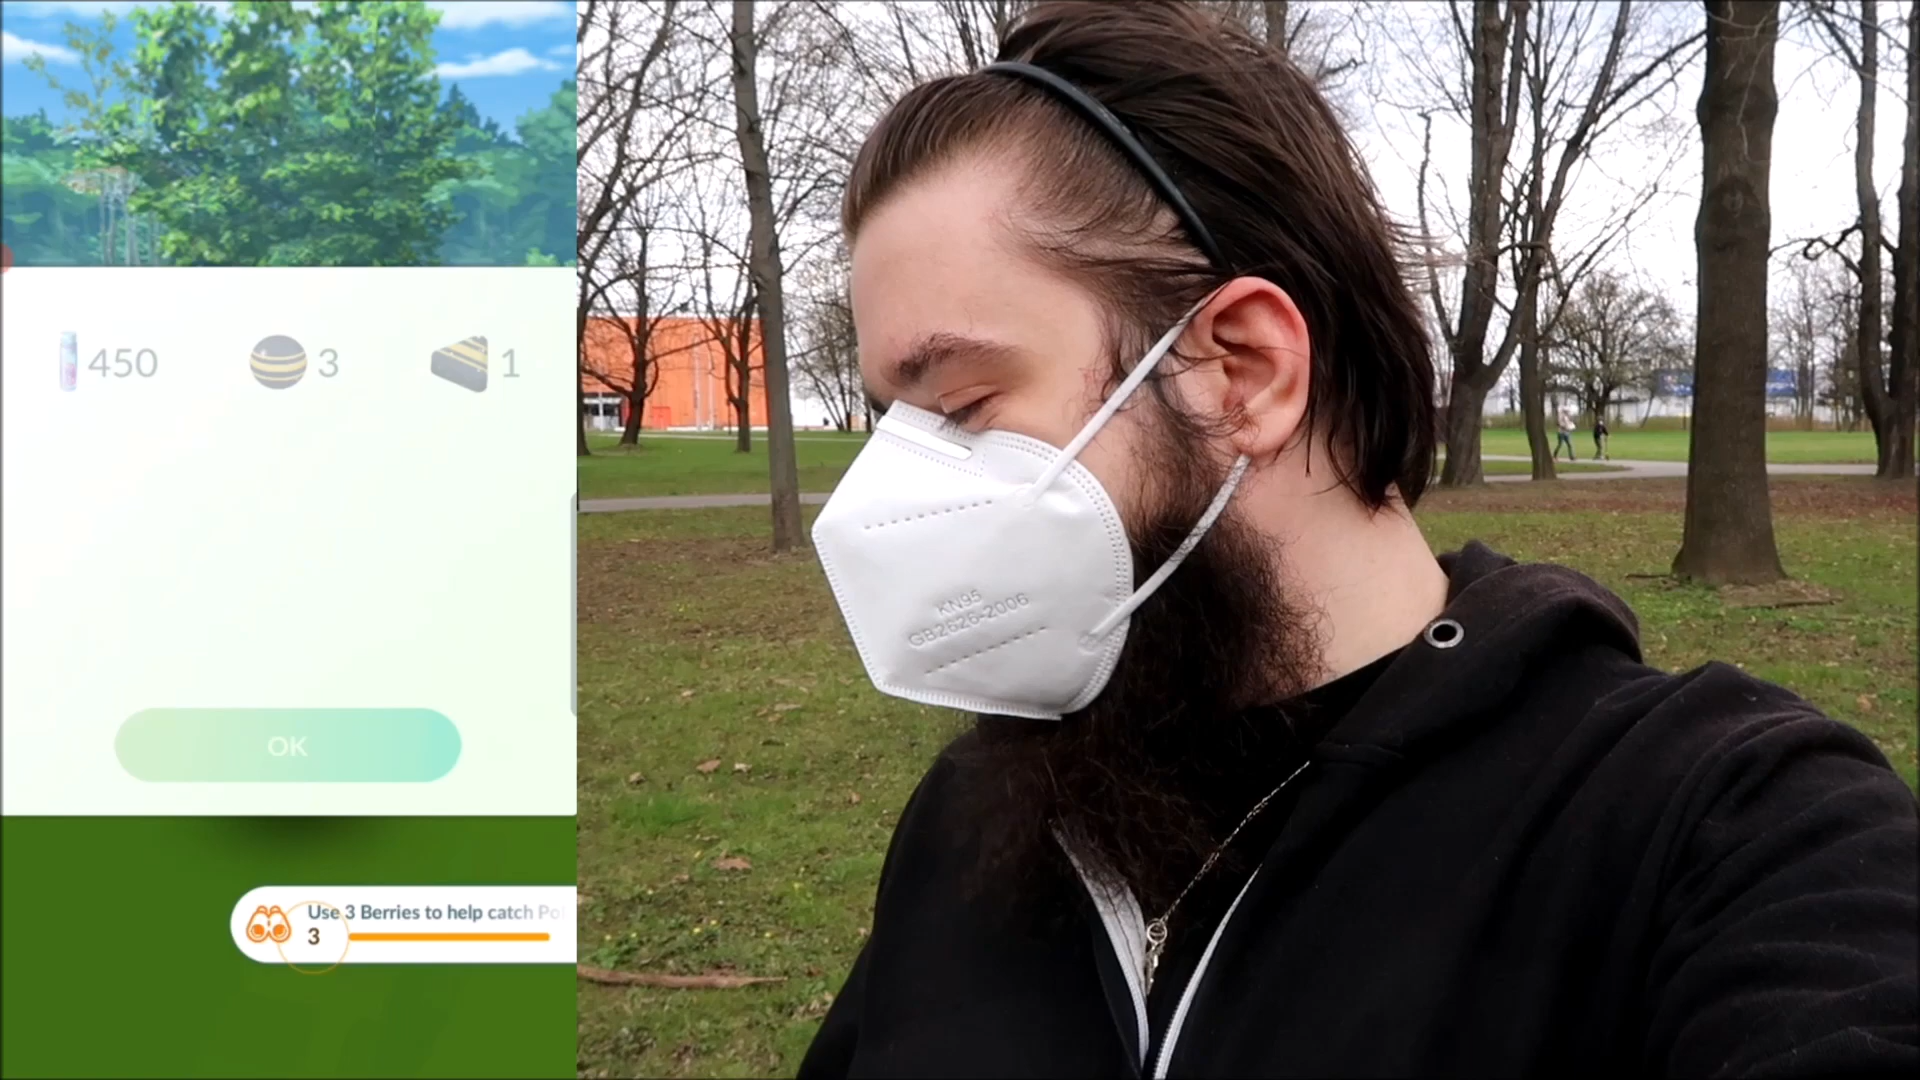 450
3
1
OK
Use 3 Berries to help catch
3
KN95
GB2626-2006